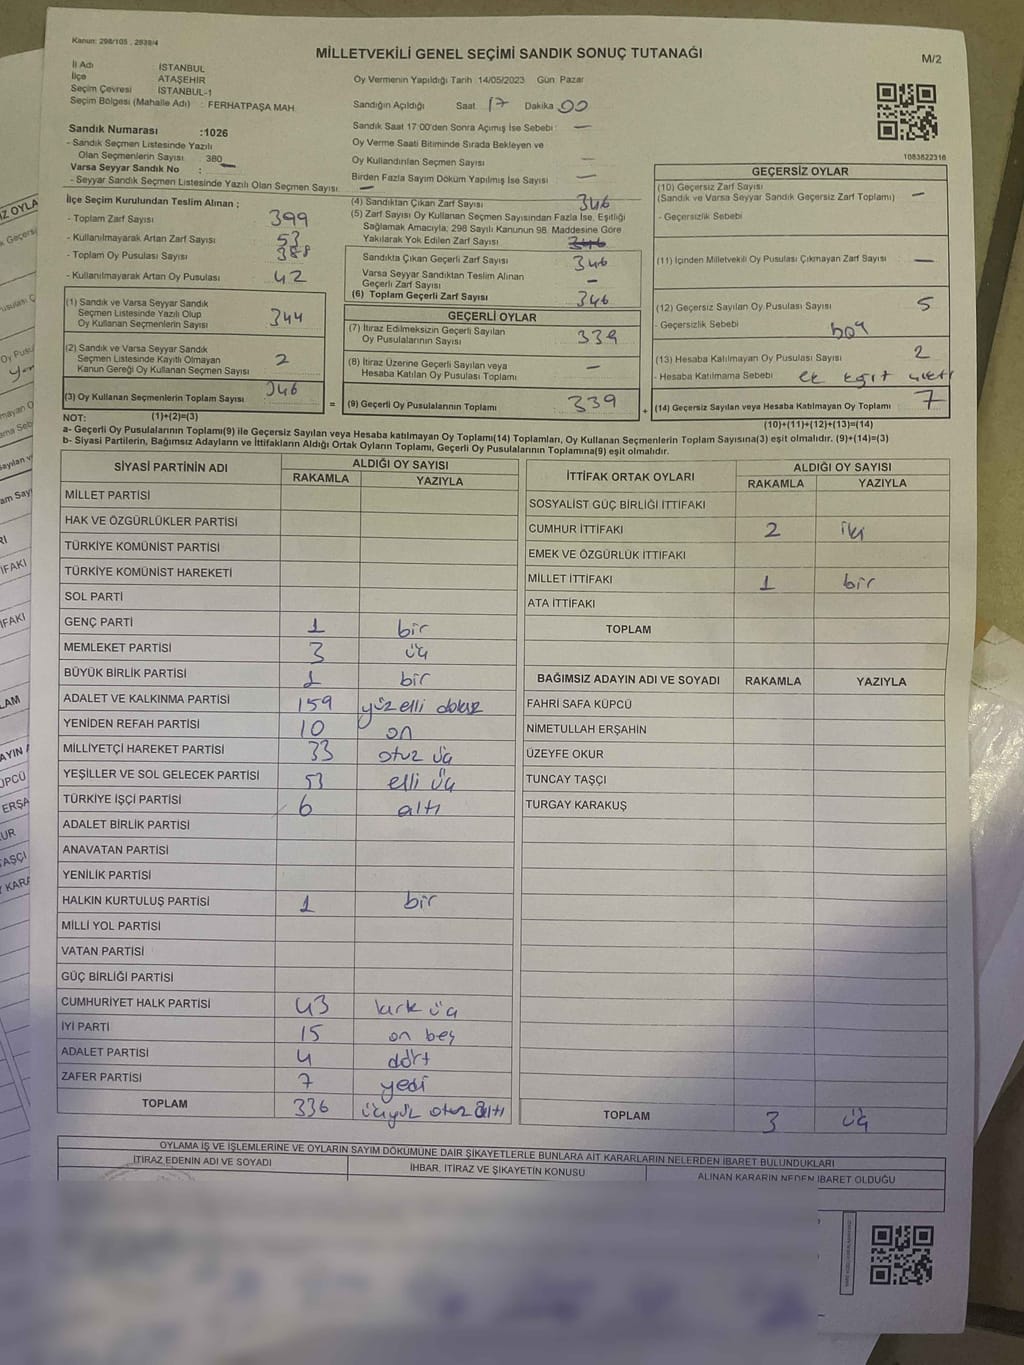 Kanun: 298/105 , 2839/4
MİLLETVEKİLİ GENEL SEÇİMİ SANDIK SONUÇ TUTANAĞI
M/2
İl Adı İSTANBUL
İlçe ATAŞEHİR
Seçim Çevresi İSTANBUL-1
Seçim Bölgesi (Mahalle Adı) : FERHATPAŞA MAH
Oy Vermenin Yapıldığı Tarih 14/05/2023 Gün Pazar
Sandığın Açıldığı Saat 17 Dakika 00
Sandık Saat 17:00'den Sonra Açımış İse Sebebi : —
Oy Verme Saati Bitiminde Sırada Bekleyen ve
Oy Kullandırılan Seçmen Sayısı —
Birden Fazla Sayım Döküm Yapılmış İse Sayısı —
1083822316
Sandık Numarası :1026
- Sandık Seçmen Listesinde Yazılı
Olan Seçmenlerin Sayısı 380
Varsa Seyyar Sandık No : —
- Seyyar Sandık Seçmen Listesinde Yazılı Olan Seçmen Sayısı: —
İlçe Seçim Kurulundan Teslim Alınan ;
- Toplam Zarf Sayısı 399
- Kullanılmayarak Artan Zarf Sayısı 53
- Toplam Oy Pusulası Sayısı 388
- Kullanılmayarak Artan Oy Pusulası 42
(1) Sandık ve Varsa Seyyar Sandık
Seçmen Listesinde Yazılı Olup
Oy Kullanan Seçmenlerin Sayısı 344
(2) Sandık ve Varsa Seyyar Sandık
Seçmen Listesinde Kayıtlı Olmayan
Kanun Gereği Oy Kullanan Seçmen Sayısı 2
(3) Oy Kullanan Seçmenlerin Toplam Sayısı 346
(1)+(2)=(3)
(4) Sandıktan Çıkan Zarf Sayısı 346
(5) Zarf Sayısı Oy Kullanan Seçmen Sayısından Fazla İse, Eşitliği
Sağlamak Amacıyla; 298 Sayılı Kanunun 98. Maddesine Göre
Yakılarak Yok Edilen Zarf Sayısı 346
Sandıkta Çıkan Geçerli Zarf Sayısı 346
Varsa Seyyar Sandıktan Teslim Alınan
Geçerli Zarf Sayısı —
(6) Toplam Geçerli Zarf Sayısı 346
GEÇERLİ OYLAR
(7) İtiraz Edilmeksizin Geçerli Sayılan
Oy Pusulalarının Sayısı 339
(8) İtiraz Üzerine Geçerli Sayılan veya
Hesaba Katılan Oy Pusulası Toplamı —
= (9) Geçerli Oy Pusulalarının Toplamı 339
GEÇERSİZ OYLAR
(10) Geçersiz Zarf Sayısı
(Sandık ve Varsa Seyyar Sandık Geçersiz Zarf Toplamı) —
- Geçersizlik Sebebi
(11) İçinden Milletvekili Oy Pusulası Çıkmayan Zarf Sayısı —
(12) Geçersiz Sayılan Oy Pusulası Sayısı 5
- Geçersizlik Sebebi boş
(13) Hesaba Katılmayan Oy Pusulası Sayısı 2
- Hesaba Katılmama Sebebi ek
+ (14) Geçersiz Sayılan veya Hesaba Katılmayan Oy Toplamı 7
(10)+(11)+(12)+(13)=(14)
NOT:
a- Geçerli Oy Pusulalarının Toplamı(9) ile Geçersiz Sayılan veya Hesaba katılmayan Oy Toplamı(14) Toplamları, Oy Kullanan Seçmenlerin Toplam Sayısına(3) eşit olmalıdır. (9)+(14)=(3)
b- Siyasi Partilerin, Bağımsız Adayların ve İttifakların Aldığı Ortak Oyların Toplamı, Geçerli Oy Pusulalarının Toplamına(9) eşit olmalıdır.
SİYASİ PARTİNİN ADI ALDIĞI OY SAYISI
RAKAMLA YAZIYLA
MİLLET PARTİSİ
HAK VE ÖZGÜRLÜKLER PARTİSİ
TÜRKİYE KOMÜNİST PARTİSİ
TÜRKİYE KOMÜNİST HAREKETİ
SOL PARTİ
GENÇ PARTİ 1 bir
MEMLEKET PARTİSİ 3 üç
BÜYÜK BİRLİK PARTİSİ 1 bir
ADALET VE KALKINMA PARTİSİ 159 yüz elli dokuz
YENİDEN REFAH PARTİSİ 10 on
MİLLİYETÇİ HAREKET PARTİSİ 33 otuz üç
YEŞİLLER VE SOL GELECEK PARTİSİ 53 elli üç
TÜRKİYE İŞÇİ PARTİSİ 6 altı
ADALET BİRLİK PARTİSİ
ANAVATAN PARTİSİ
YENİLİK PARTİSİ
HALKIN KURTULUŞ PARTİSİ 1 bir
MİLLİ YOL PARTİSİ
VATAN PARTİSİ
GÜÇ BİRLİĞİ PARTİSİ
CUMHURİYET HALK PARTİSİ 43 kırk üç
İYİ PARTİ 15 on beş
ADALET PARTİSİ 4 dört
ZAFER PARTİSİ 7 yedi
TOPLAM 336 üçyüz otuz altı
İTTİFAK ORTAK OYLARI ALDIĞI OY SAYISI
RAKAMLA YAZIYLA
SOSYALİST GÜÇ BİRLİĞİ İTTİFAKI
CUMHUR İTTİFAKI 2 iki
EMEK VE ÖZGÜRLÜK İTTİFAKI
MİLLET İTTİFAKI 1 bir
ATA İTTİFAKI
TOPLAM
BAĞIMSIZ ADAYIN ADI VE SOYADI RAKAMLA YAZIYLA
FAHRİ SAFA KÜPCÜ
NİMETULLAH ERŞAHİN
ÜZEYFE OKUR
TUNCAY TAŞÇI
TURGAY KARAKUŞ
TOPLAM 3 üç
OYLAMA İŞ VE İŞLEMLERİNE VE OYLARIN SAYIM DÖKÜMÜNE DAİR ŞİKAYETLERLE BUNLARA AİT KARARLARIN NELERDEN İBARET BULUNDUKLARI
İTİRAZ EDENİN ADI VE SOYADI İHBAR, İTİRAZ VE ŞİKAYETİN KONUSU ALINAN KARARIN NEDEN İBARET OLDUĞU